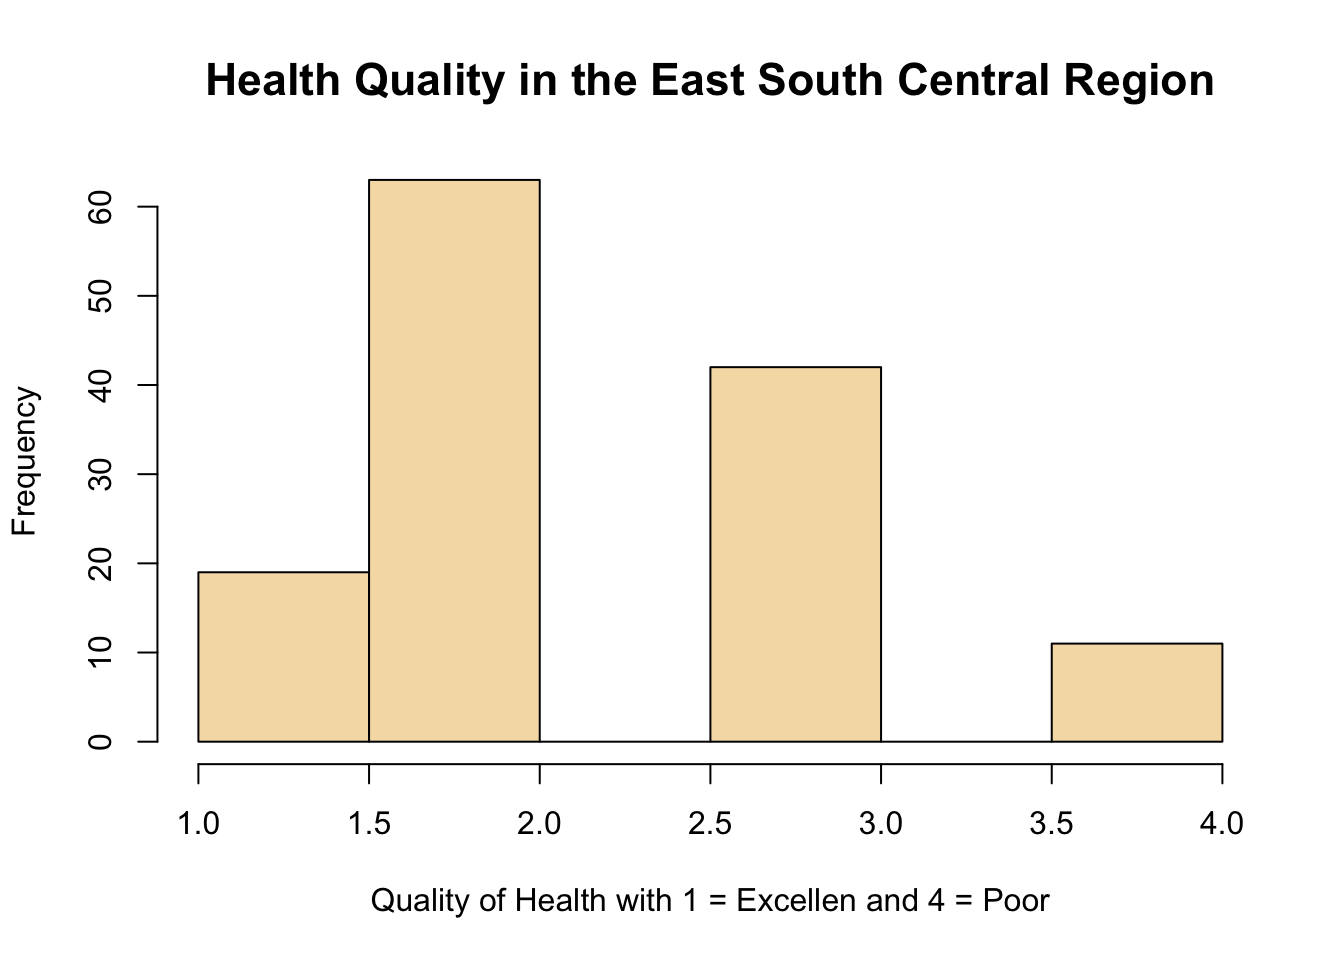 Health Quality in the East South Central Region
Frequency
60
50
40
30
20
10
0
1.0 1.5 2.0 2.5 3.0 3.5 4.0
Quality of Health with 1 = Excellen and 4 = Poor